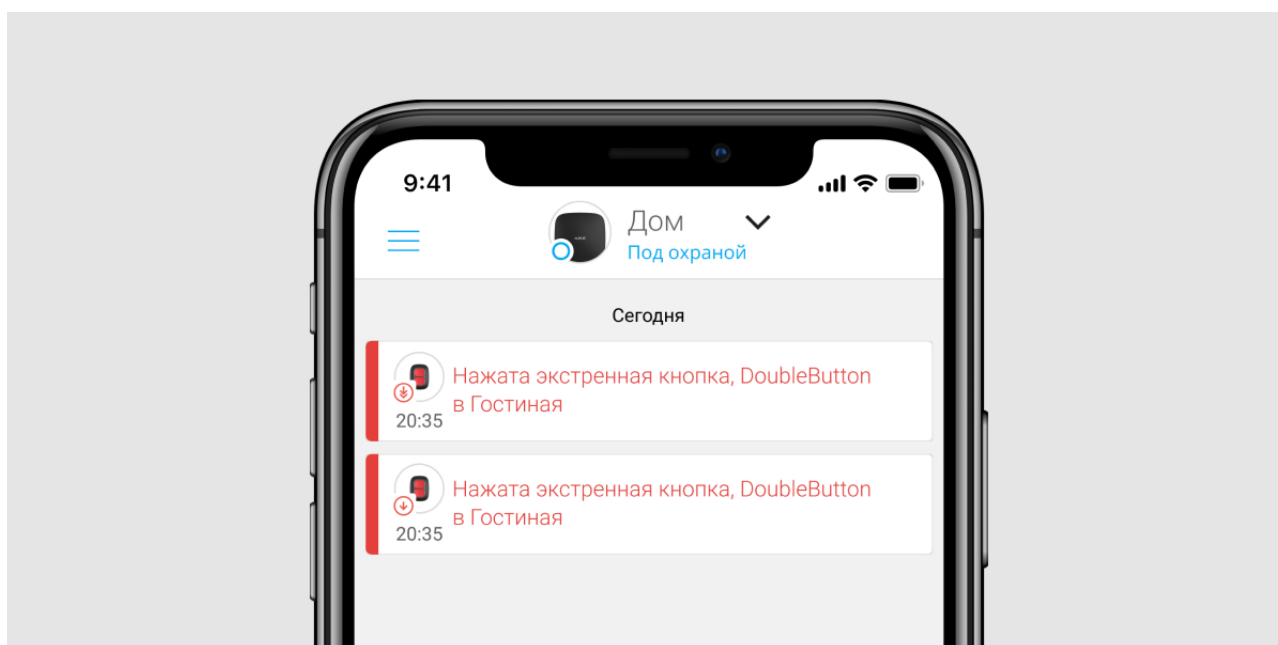 9:41
Дом
Под охраной
Сегодня
Нажата экстренная кнопка, DoubleButton
в Гостиная
20:35
Нажата экстренная кнопка, DoubleButton
в Гостиная
20:35